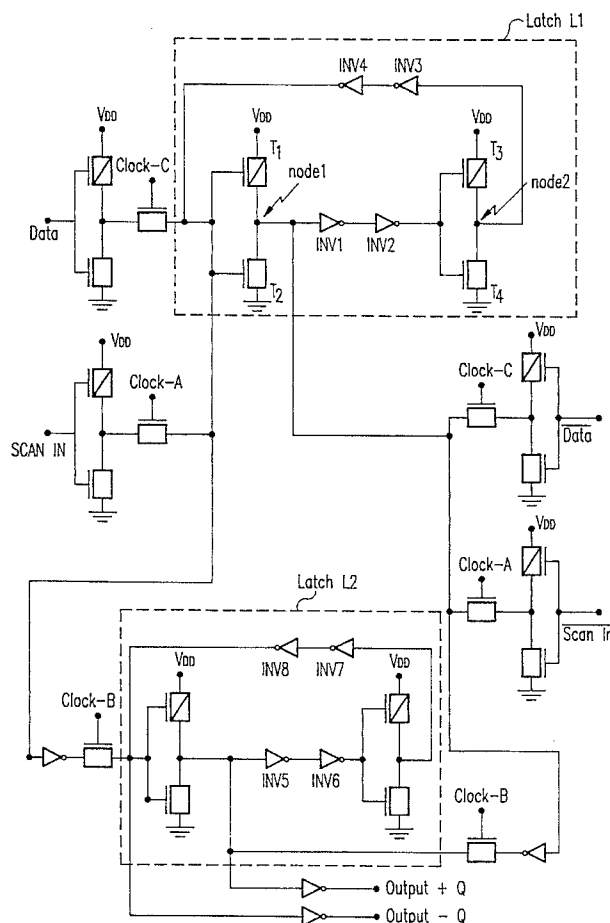 Latch L1
INV4 INV3
VDD
VDD
VDD
Clock-C
T1
T3
node1
node2
Data
INV1 INV2
T2
T4
VDD
VDD
Clock-A
Clock-C
SCAN IN
Data
VDD
Latch L2
Clock-A
Scan In
INV8 INV7
VDD
VDD
Clock-B
INV5 INV6
Clock-B
Output + Q
Output - Q